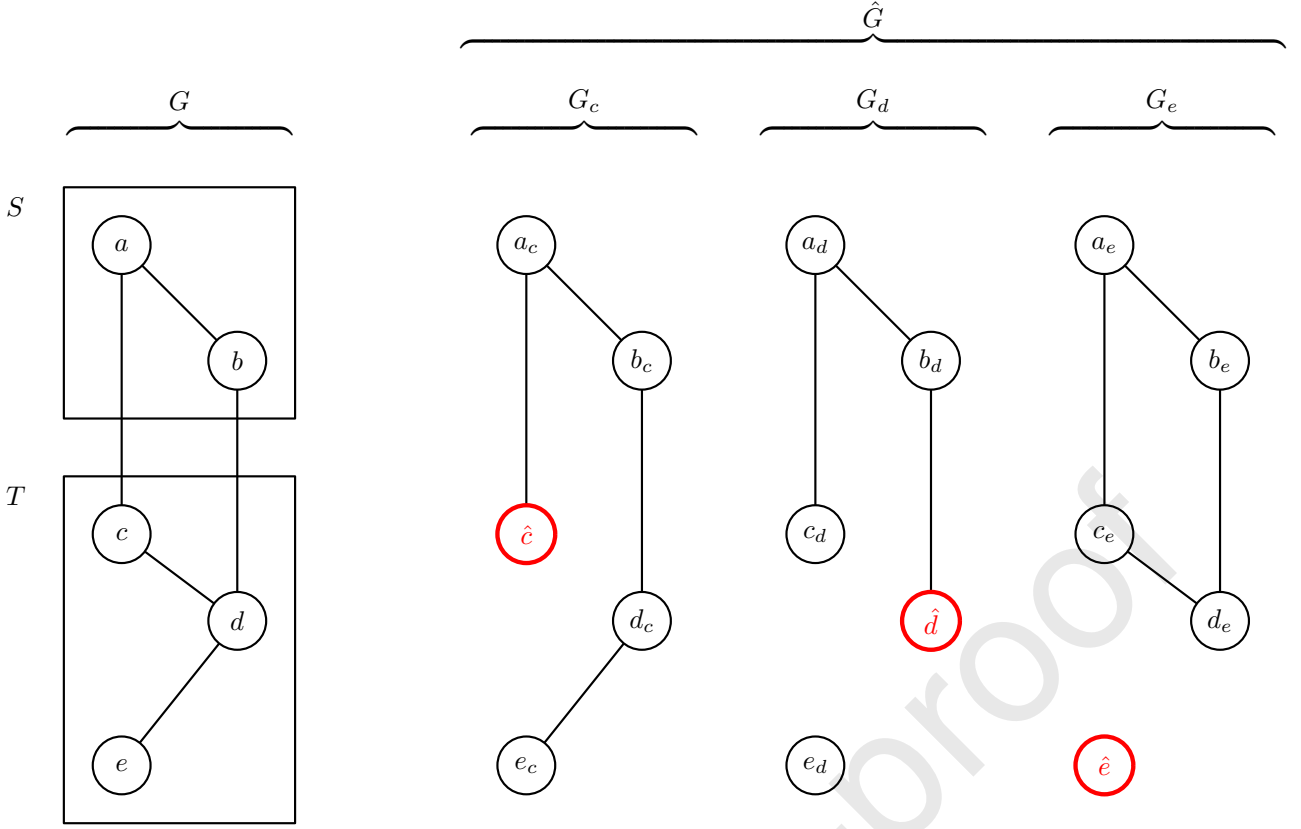 Ĝ
G G_c G_d G_e
S
a a_c a_d a_e
b b_c b_d b_e
T
c ĉ c_d c_e
d d_c d̂ d_e
e e_c e_d ê
proof